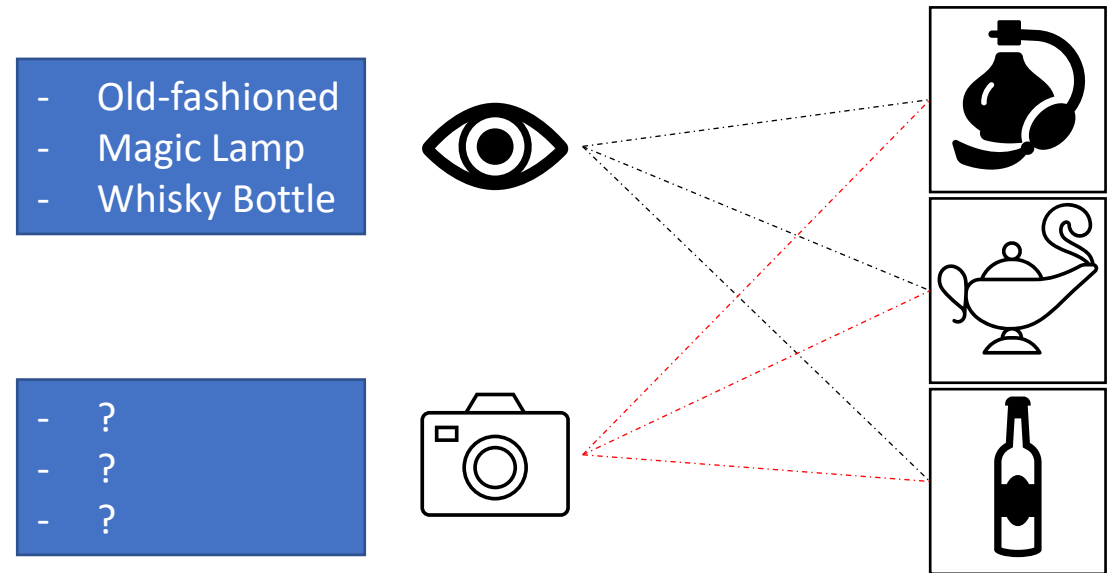 - Old-fashioned
- Magic Lamp
- Whisky Bottle
- ?
- ?
- ?